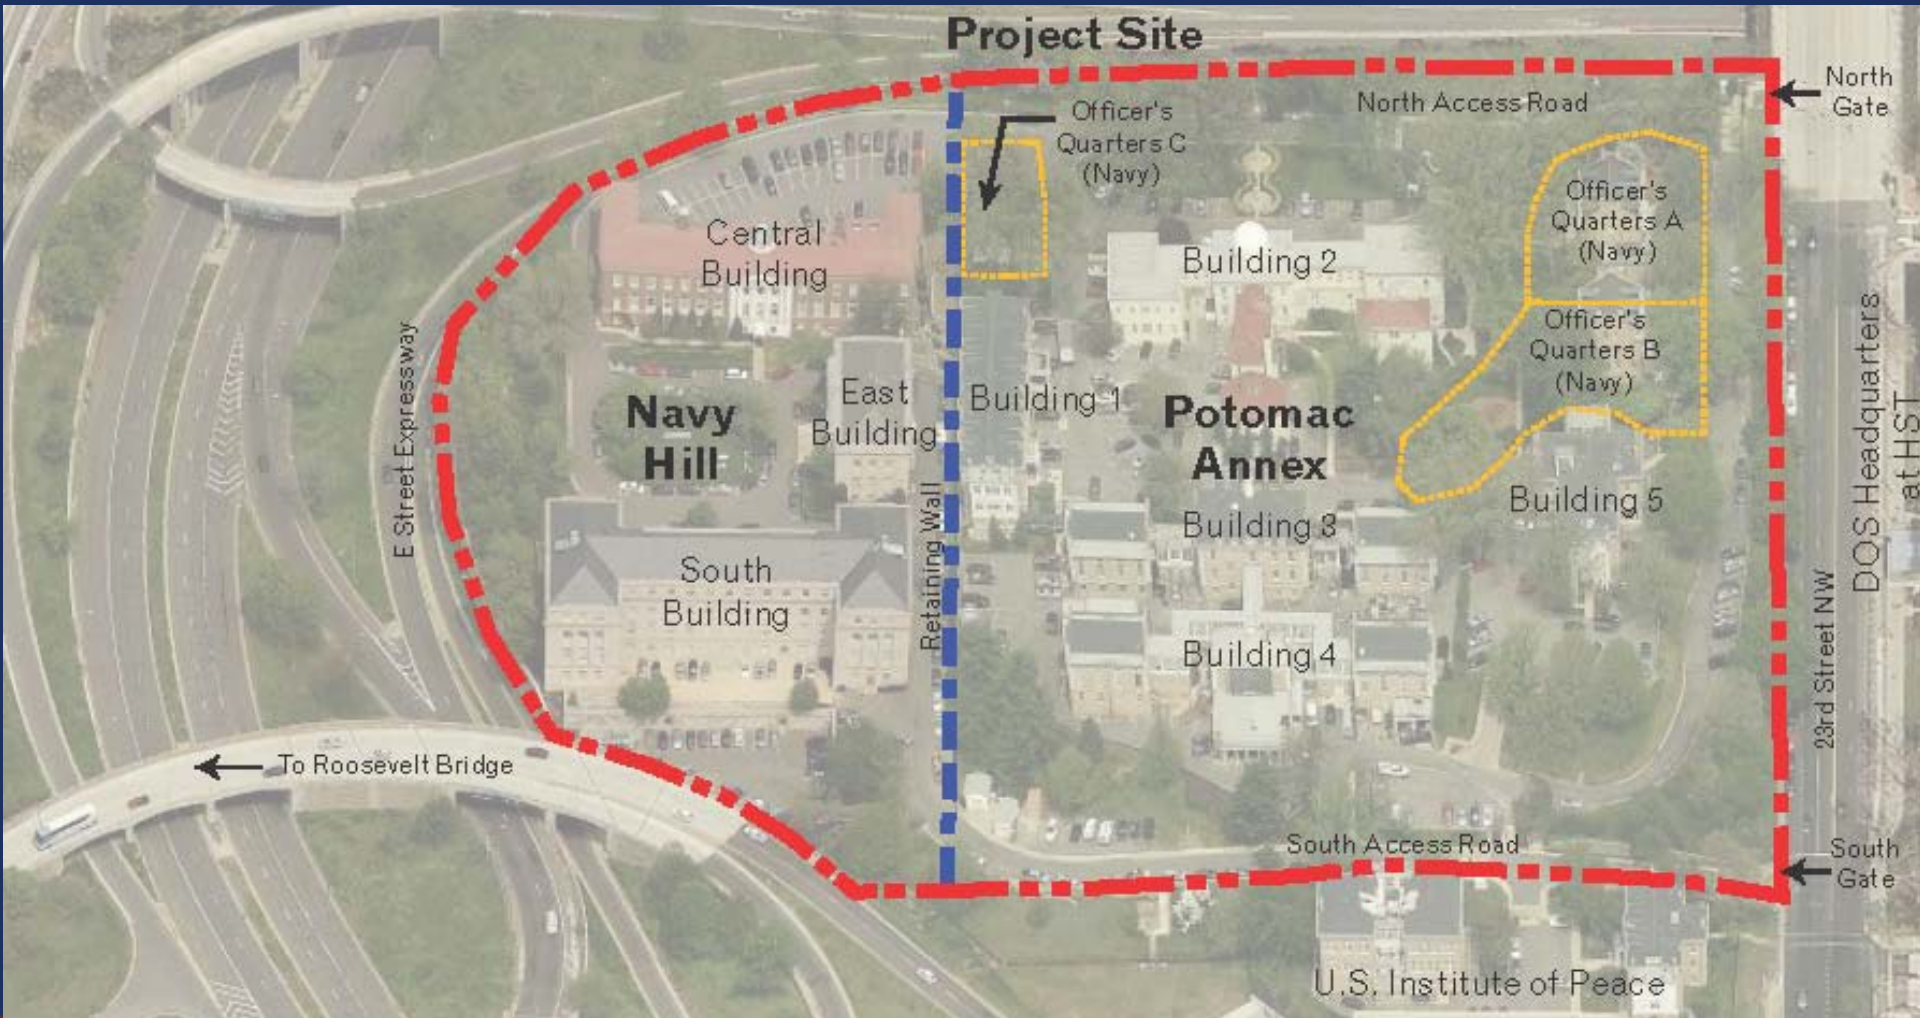 Project Site
North
Gate
North Access Road
Officer's
Quarters C
(Navy)
Officer's
Quarters A
(Navy)
Central
Building
Building 2
Officer's
Quarters B
(Navy)
E Street Expressway
Navy
Hill
East
Building
Building 1
Potomac
Annex
DOS Headquarters
at HST
Building 5
Building 3
Retaining Wall
South
Building
Building 4
23rd Street NW
To Roosevelt Bridge
South Access Road
South
Gate
U.S. Institute of Peace